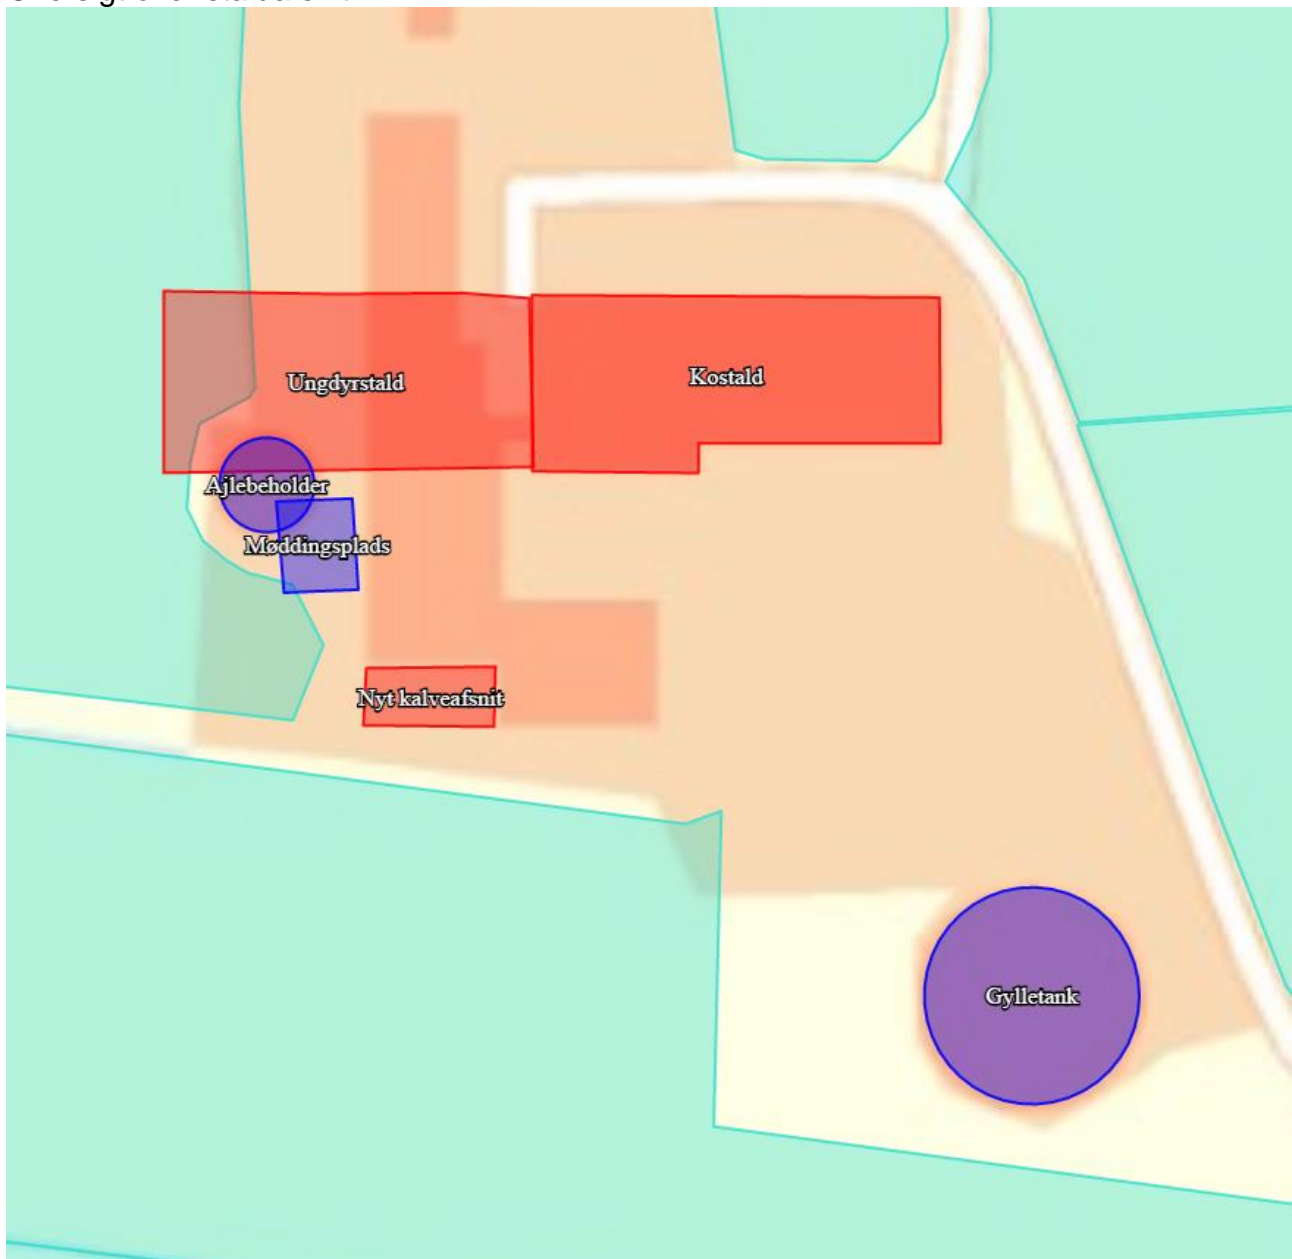 Kostald
Ungdyrstald
Ajlebeholder
Møddingsplads
Nyt kalveafsnit
Gylletank